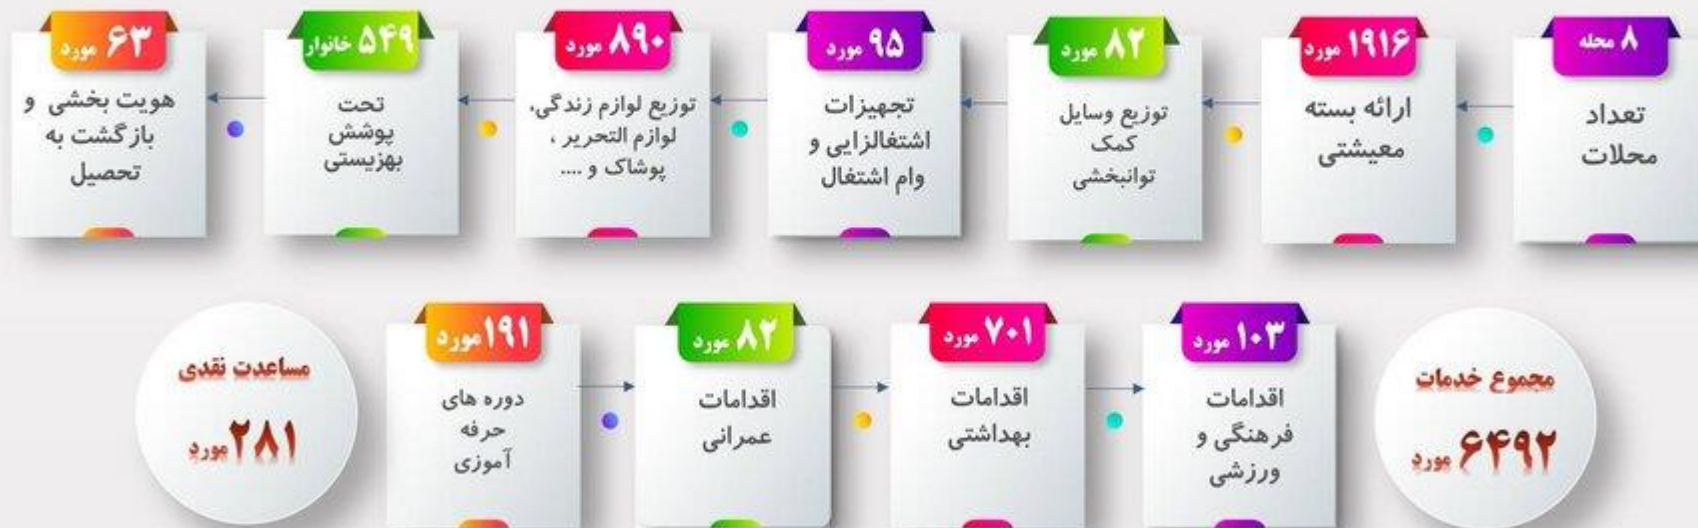 ۸ محله
تعداد
محلات
۱۹۱۶ مورد
ارائه بسته
معیشتی
۸۲ مورد
توزیع وسایل
کمک
توانبخشی
۹۵ مورد
تجهیزات
اشتغالزایی و
وام اشتغال
۸۹۰ مورد
توزیع لوازم زندگی،
لوازم التحریر ،
پوشاک و ....
۵۴۹ خانوار
تحت
پوشش
بهزیستی
۶۳ مورد
هویت بخشی و
بازگشت به
تحصیل
مجموع خدمات
۶۴۹۲ مورد
۱۰۳ مورد
اقدامات
فرهنگی و
ورزشی
۷۰۱ مورد
اقدامات
بهداشتی
۸۲ مورد
اقدامات
عمرانی
۱۹۱ مورد
دوره های
حرفه
آموزی
مساعدت نقدی
۲۸۱ مورد